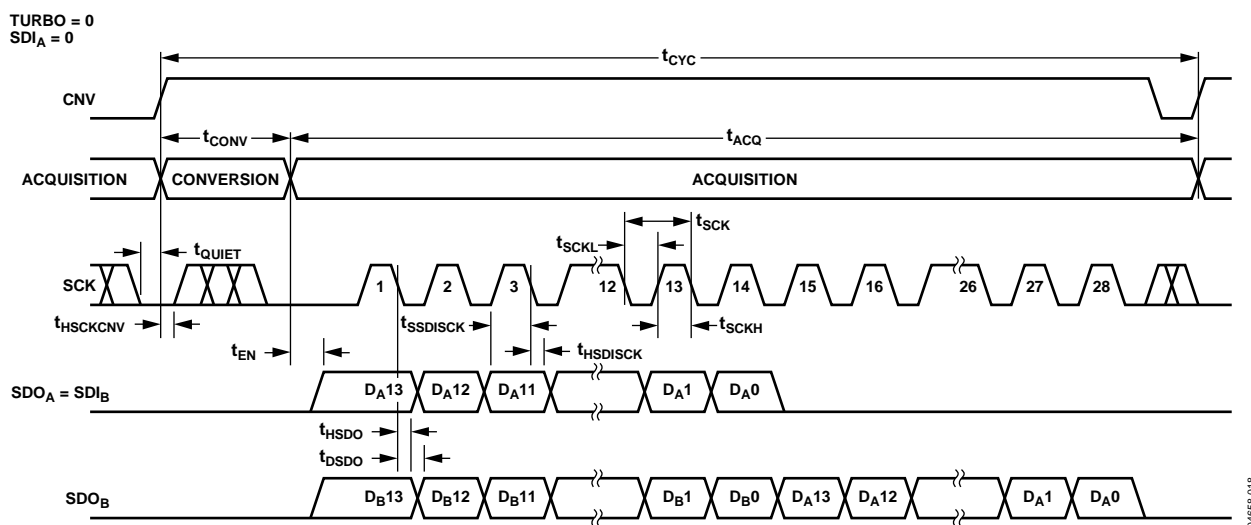 TURBO = 0
SDIA = 0
tCYC
CNV
tCONV
tACQ
ACQUISITION
CONVERSION
ACQUISITION
tSCK
tSCKL
tQUIET
SCK
1 2 3 12 13 14 15 16 26 27 28
tHSCKCNV
tSSDISCK
tSCKH
tEN
tHSDISCK
SDOA = SDIB
DA13 DA12 DA11 DA1 DA0
tHSDO
tDSDO
SDOB
DB13 DB12 DB11 DB1 DB0 DA13 DA12 DA1 DA0